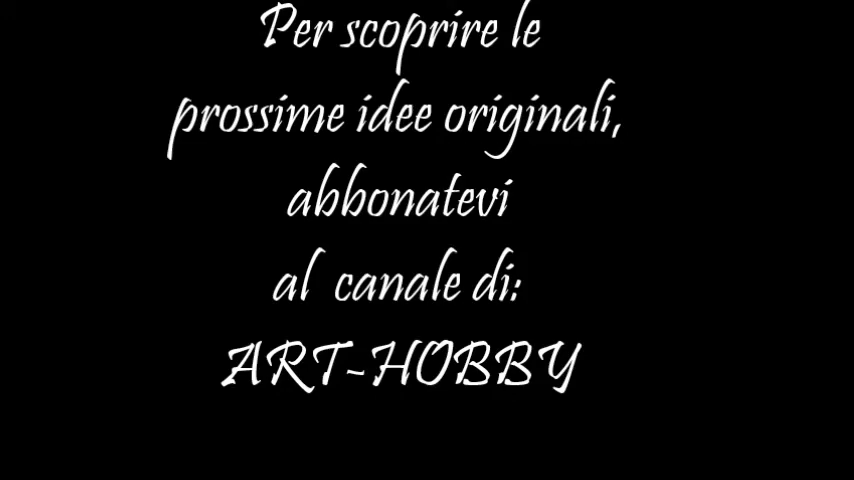 Per scoprire le
prossime idee originali,
abbonatevi
al canale di:
ART-HOBBY